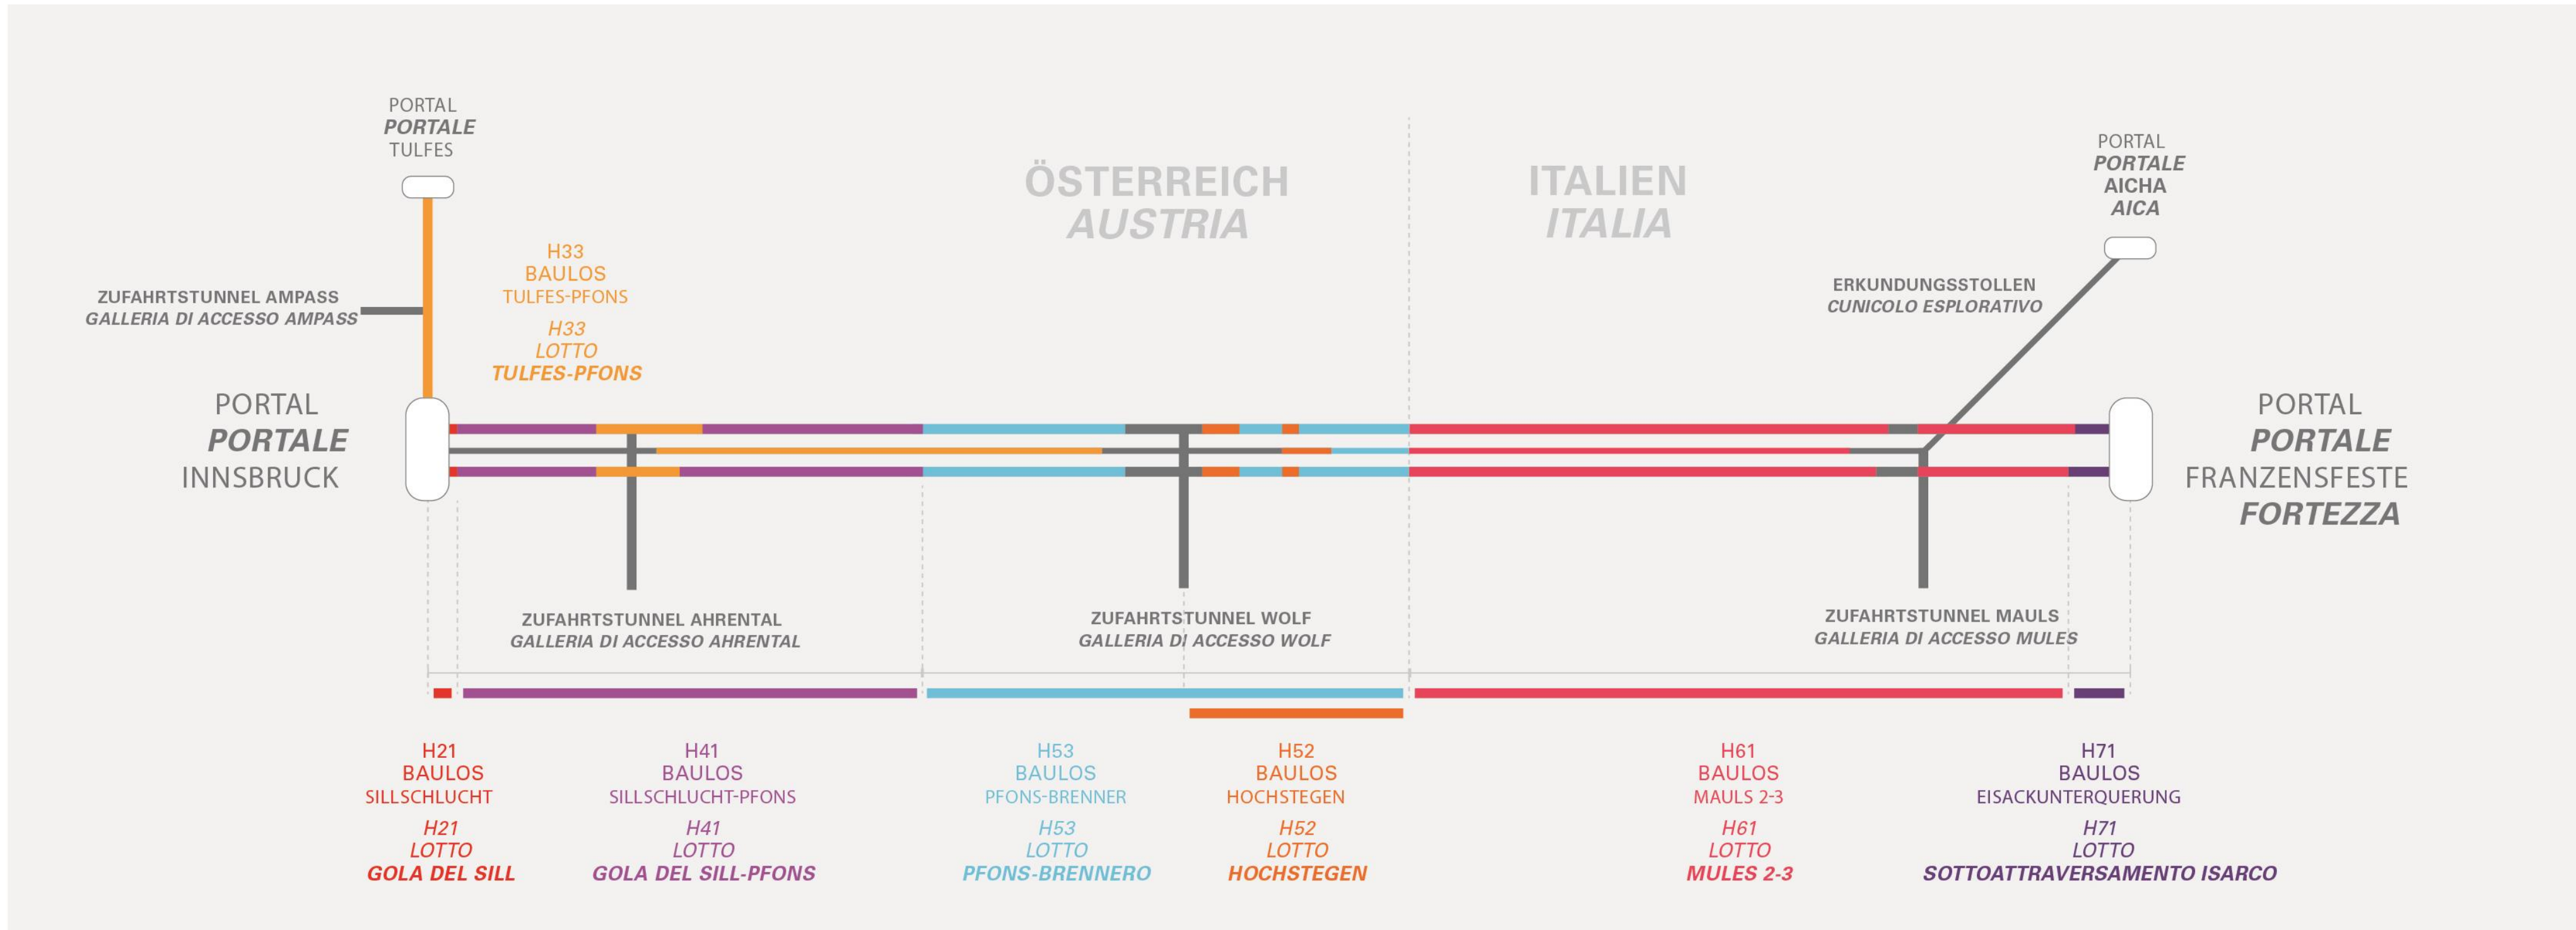 PORTAL
PORTALE
TULFES
ZUFAHRTSTUNNEL AMPASS
GALLERIA DI ACCESSO AMPASS
H33
BAULOS
TULFES-PFONS
H33
LOTTO
TULFES-PFONS
ÖSTERREICH
AUSTRIA
ITALIEN
ITALIA
PORTAL
PORTALE
AICHA
AICA
ERKUNDUNGSSTOLLEN
CUNICOLO ESPLORATIVO
PORTAL
PORTALE
INNSBRUCK
PORTAL
PORTALE
FRANZENSFESTE
FORTEZZA
ZUFAHRTSTUNNEL AHRENTAL
GALLERIA DI ACCESSO AHRENTAL
ZUFAHRTSTUNNEL WOLF
GALLERIA DI ACCESSO WOLF
ZUFAHRTSTUNNEL MAULS
GALLERIA DI ACCESSO MULES
H21
BAULOS
SILLSCHLUCHT
H21
LOTTO
GOLA DEL SILL
H41
BAULOS
SILLSCHLUCHT-PFONS
H41
LOTTO
GOLA DEL SILL-PFONS
H53
BAULOS
PFONS-BRENNER
H53
LOTTO
PFONS-BRENNERO
H52
BAULOS
HOCHSTEGEN
H52
LOTTO
HOCHSTEGEN
H61
BAULOS
MAULS 2-3
H61
LOTTO
MULES 2-3
H71
BAULOS
EISACKUNTERQUERUNG
H71
LOTTO
SOTTOATTRAVERSAMENTO ISARCO